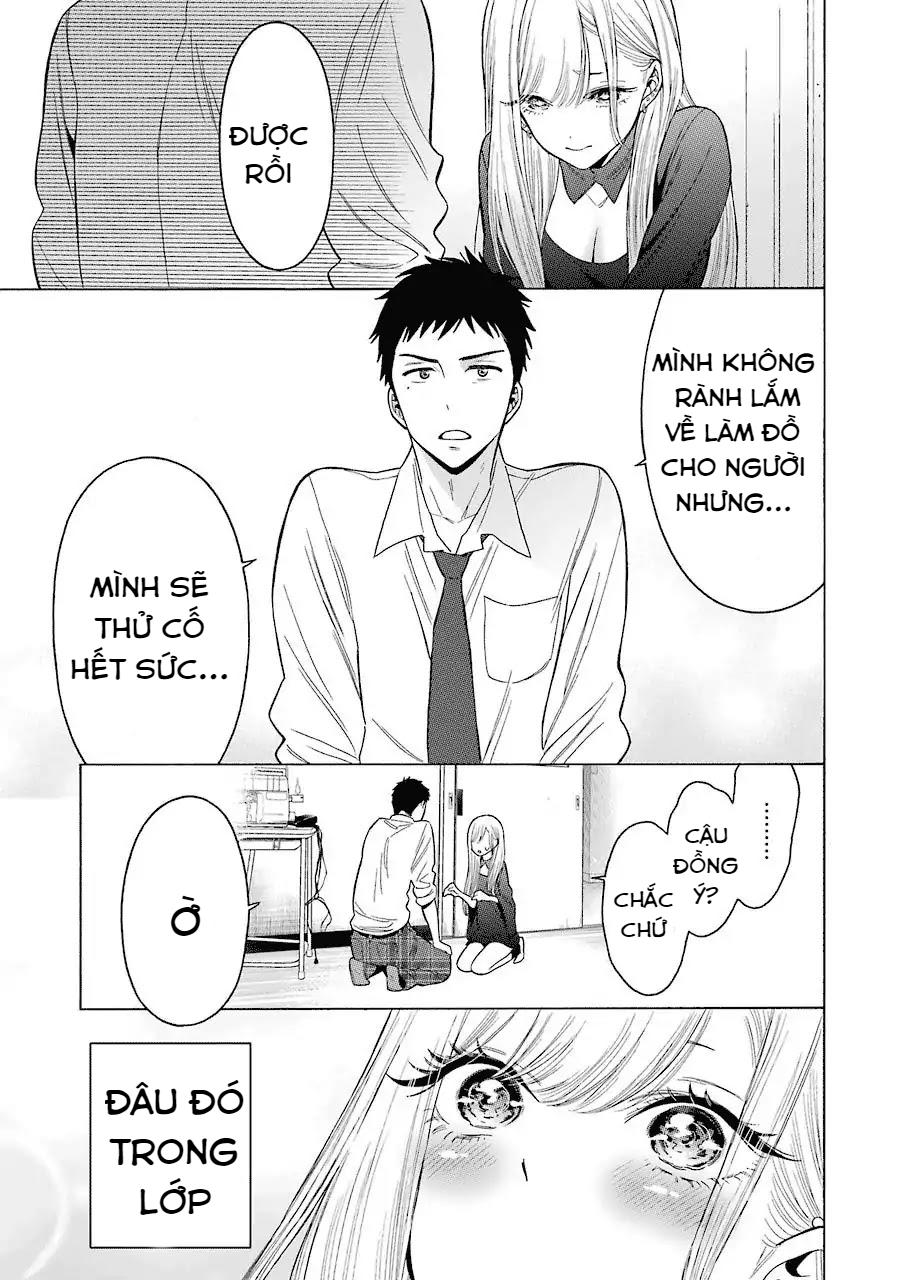 ĐƯỢC
RỒI
MÌNH KHÔNG
RÀNH LẮM
VỀ LÀM ĐỒ
CHO NGƯỜI
NHƯNG...
MÌNH SẼ
THỬ CỐ
HẾT SỨC...
.........
CẬU
ĐỒNG
Ý?
CHẮC
CHỨ
Ờ
ĐÂU ĐÓ
TRONG
LỚP